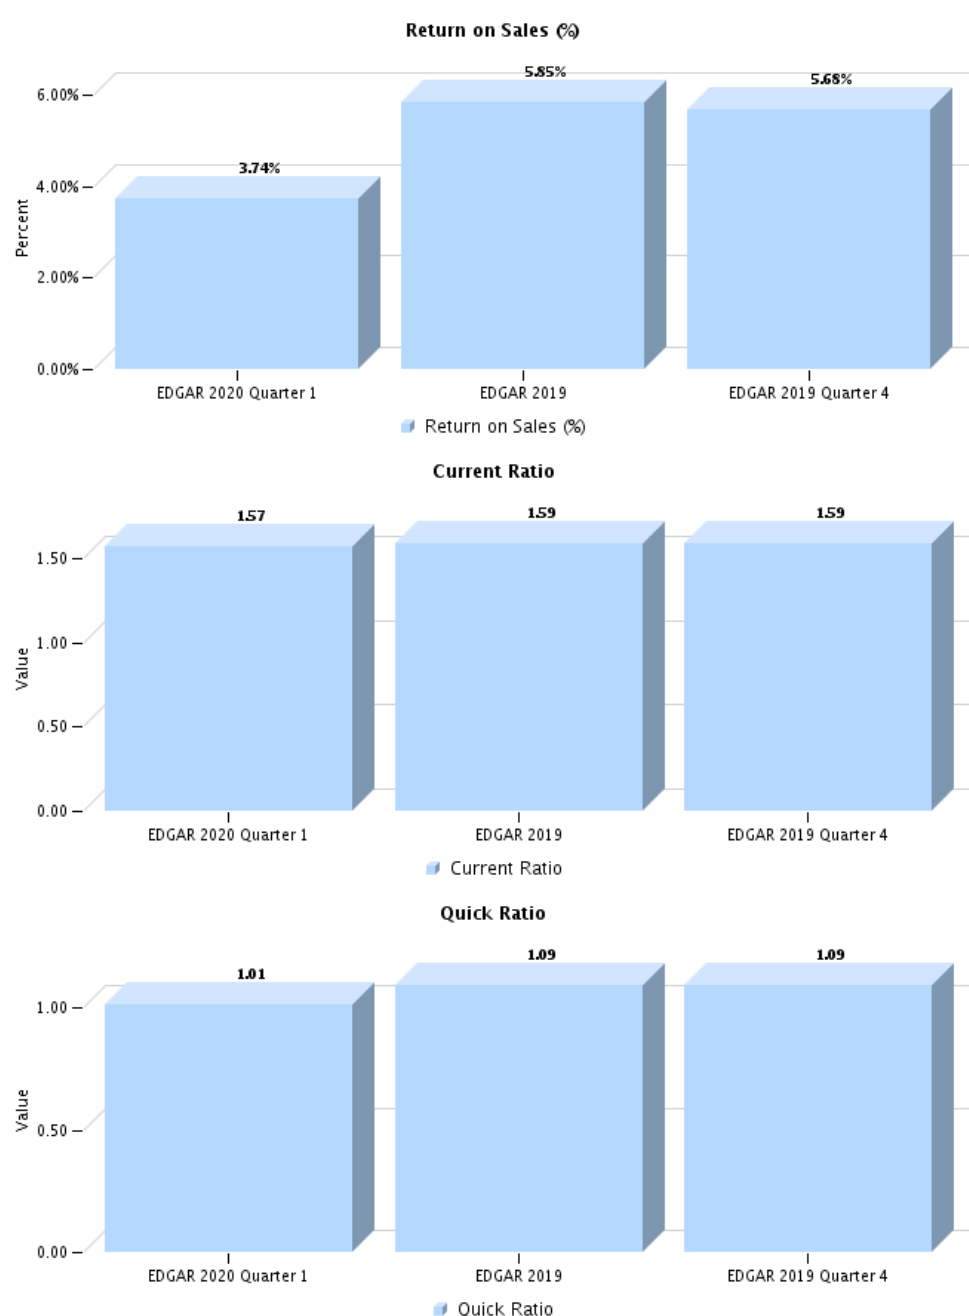 Return on Sales (%)
5.85%
5.68%
6.00%
3.74%
4.00%
Percent
2.00%
0.00%
EDGAR 2020 Quarter 1
EDGAR 2019
EDGAR 2019 Quarter 4
Return on Sales (%)
Current Ratio
1.57
1.59
1.59
1.50
1.00
Value
0.50
0.00
EDGAR 2020 Quarter 1
EDGAR 2019
EDGAR 2019 Quarter 4
Current Ratio
Quick Ratio
1.01
1.09
1.09
1.00
Value
0.50
0.00
EDGAR 2020 Quarter 1
EDGAR 2019
EDGAR 2019 Quarter 4
Quick Ratio